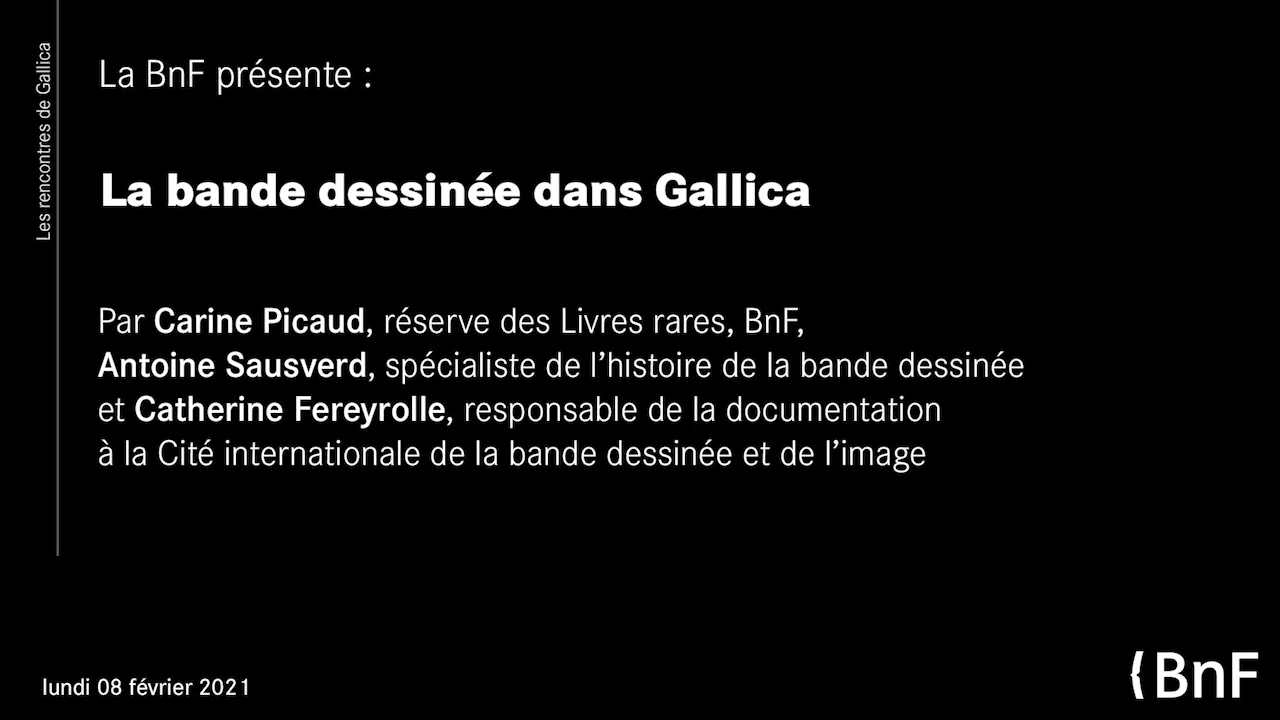 Les rencontres de Gallica
La BnF présente :
La bande dessinée dans Gallica
Par Carine Picaud, réserve des Livres rares, BnF,
Antoine Sausverd, spécialiste de l’histoire de la bande dessinée
et Catherine Fereyrolle, responsable de la documentation
à la Cité internationale de la bande dessinée et de l’image
lundi 08 février 2021
{BnF